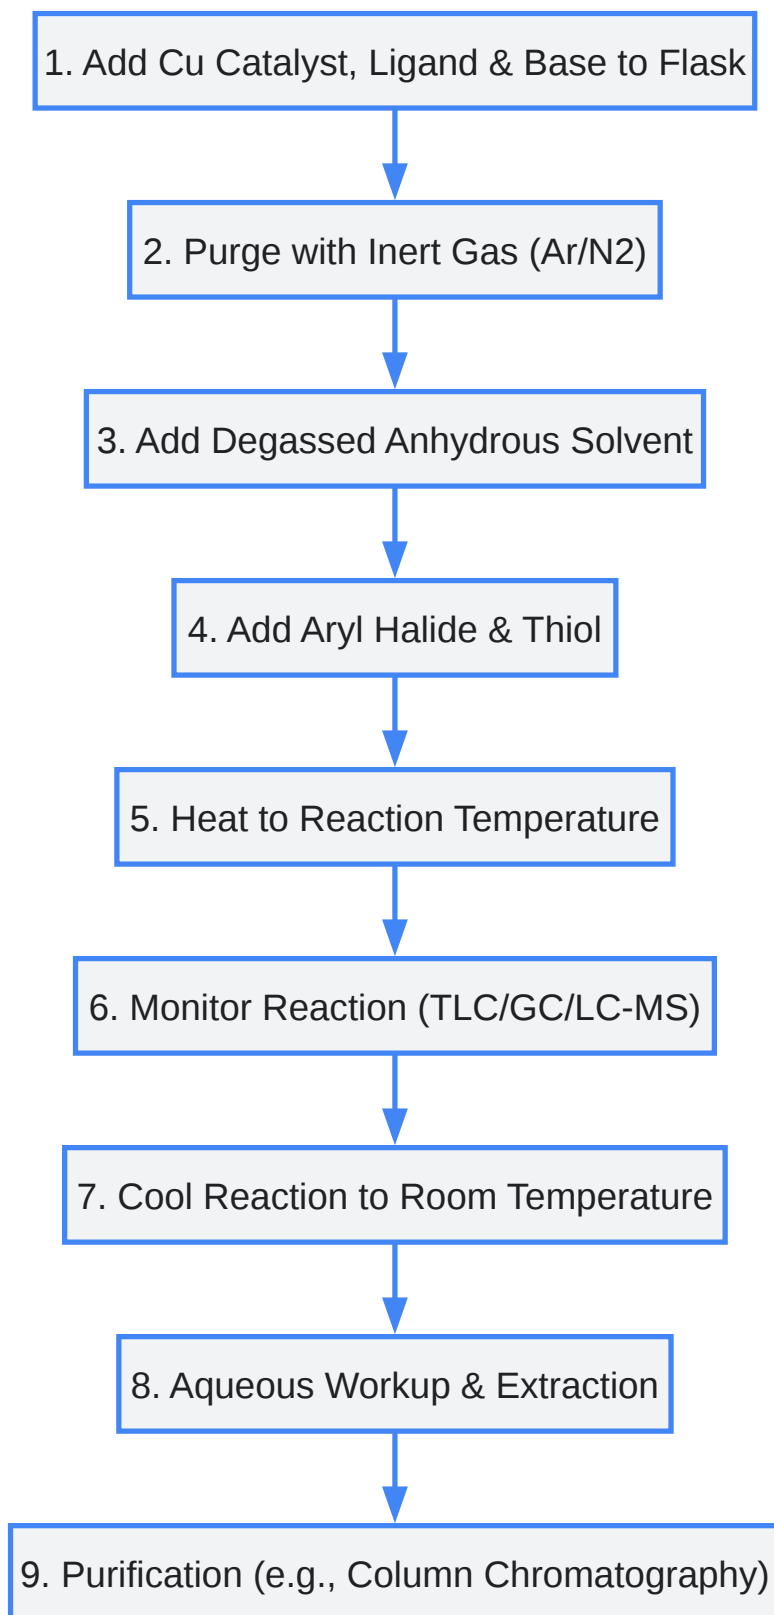 1. Add Cu Catalyst, Ligand & Base to Flask
2. Purge with Inert Gas (Ar/N2)
3. Add Degassed Anhydrous Solvent
4. Add Aryl Halide & Thiol
5. Heat to Reaction Temperature
6. Monitor Reaction (TLC/GC/LC-MS)
7. Cool Reaction to Room Temperature
8. Aqueous Workup & Extraction
9. Purification (e.g., Column Chromatography)